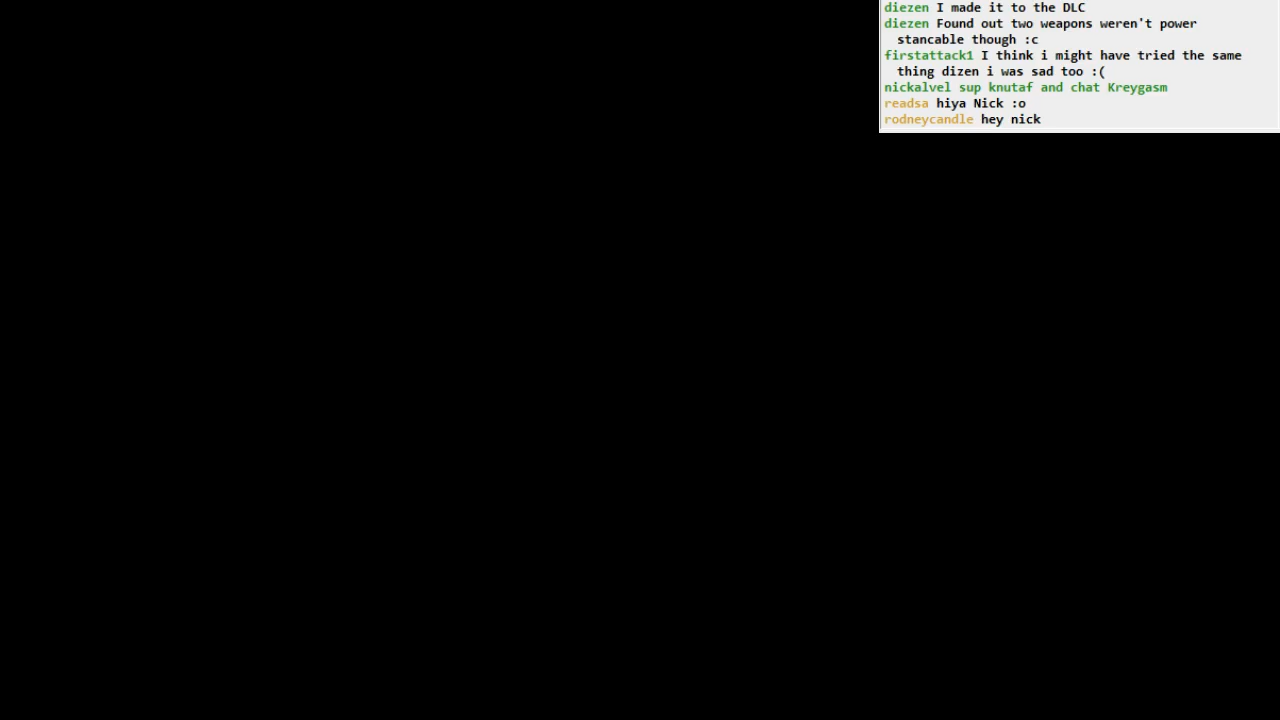 diezen I made it to the DLC
diezen Found out two weapons weren't power
stancable though :c
firstattack1 I think i might have tried the same
thing dizen i was sad too :(
nickalvel sup knutaf and chat Kreygasm
readsa hiya Nick :o
rodneycandle hey nick